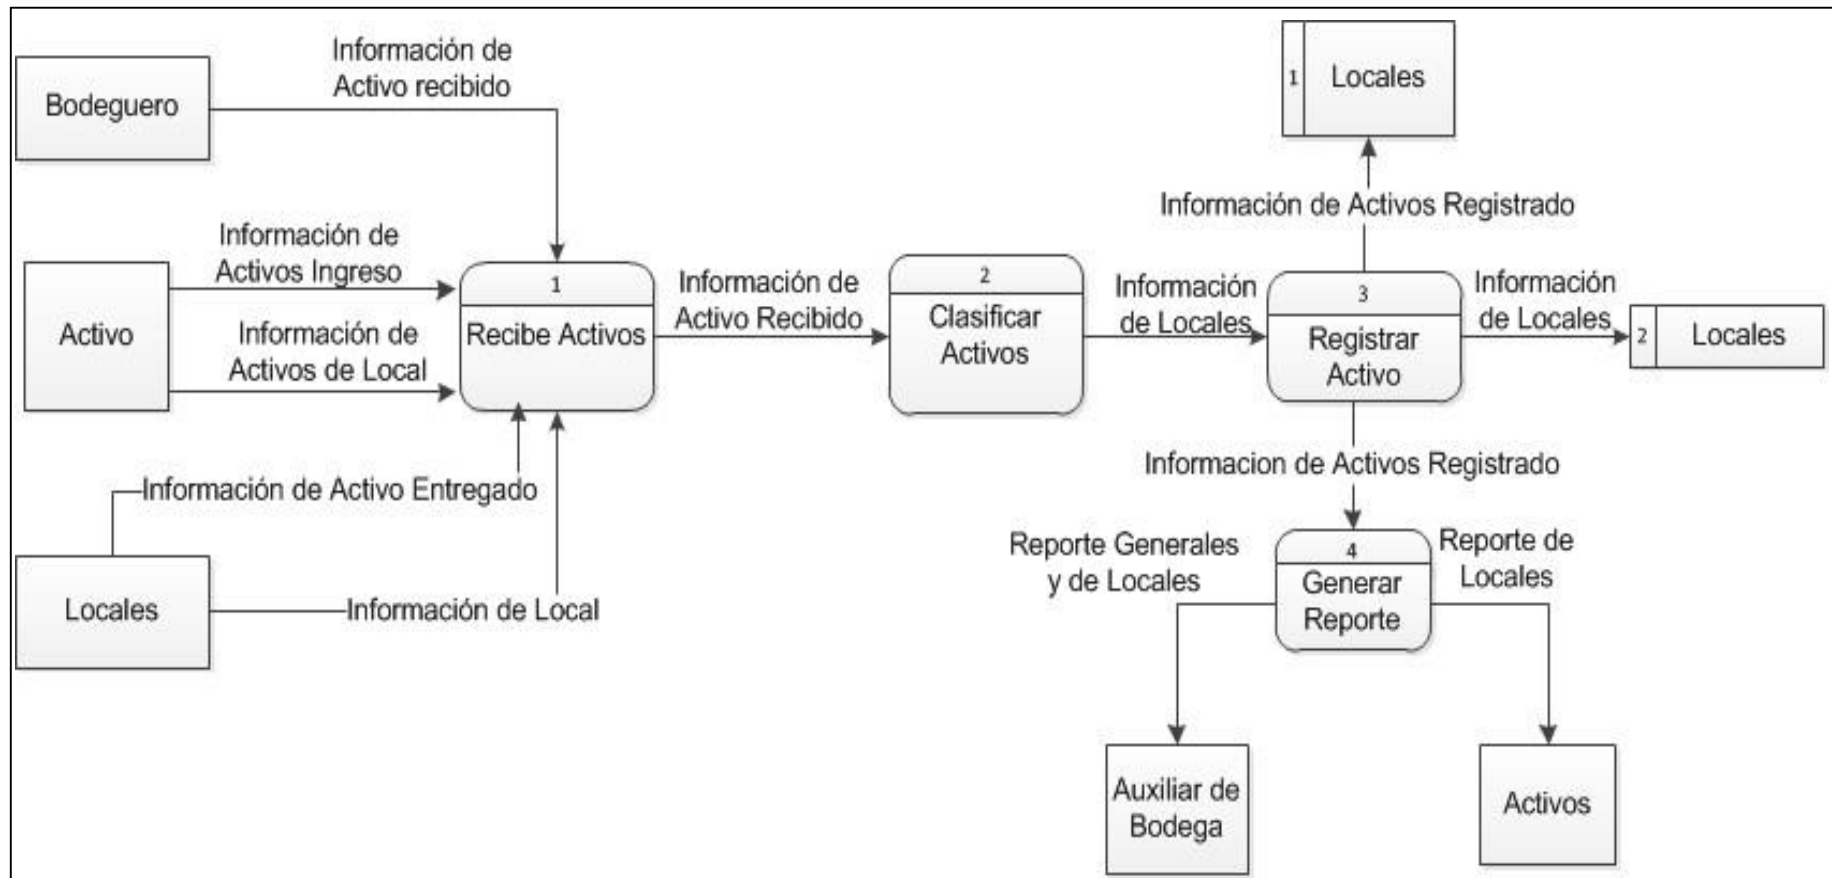 Información de
Activo recibido
Bodeguero
1
Locales
Información de Activos Registrado
Información de
Activos Ingreso
Activo
Información de
Activos de Local
1
Recibe Activos
Información de
Activo Recibido
2
Clasificar
Activos
Información
de Locales
3
Registrar
Activo
Información
de Locales
2
Locales
Información de Activo Entregado
Locales
Información de Local
Informacion de Activos Registrado
Reporte Generales
y de Locales
4
Generar
Reporte
Reporte de
Locales
Auxiliar de
Bodega
Activos